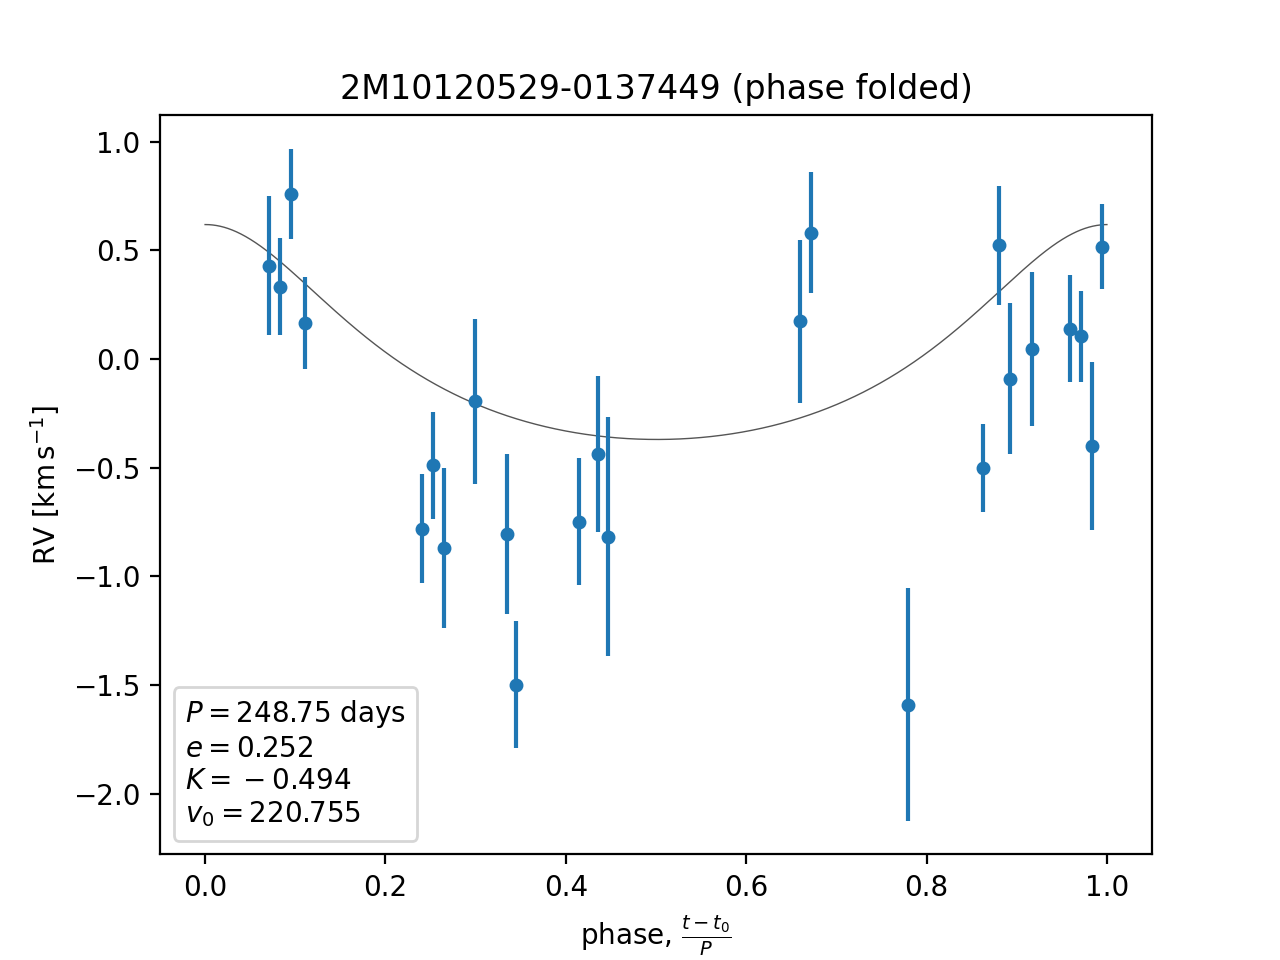 2M10120529-0137449 (phase folded)
RV [km s⁻¹]
1.0
0.5
0.0
−0.5
−1.0
−1.5
−2.0
P = 248.75 days
e = 0.252
K = −0.494
v₀ = 220.755
0.0 0.2 0.4 0.6 0.8 1.0
phase, (t − t₀)/P